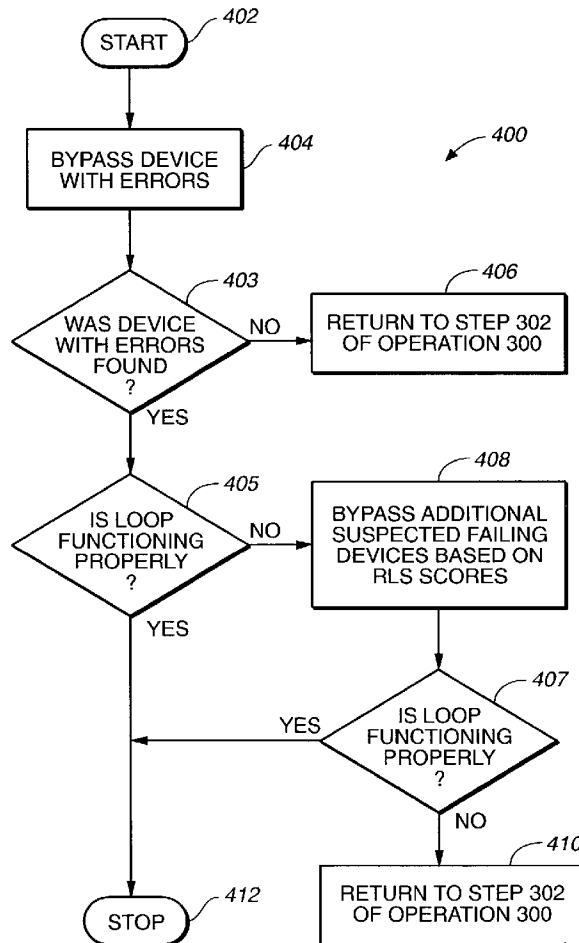 402
START
400
404
BYPASS DEVICE
WITH ERRORS
403
406
WAS DEVICE
WITH ERRORS
FOUND
?
NO
RETURN TO STEP 302
OF OPERATION 300
YES
405
408
IS LOOP
FUNCTIONING
PROPERLY
?
NO
BYPASS ADDITIONAL
SUSPECTED FAILING
DEVICES BASED ON
RLS SCORES
YES
407
YES
IS LOOP
FUNCTIONING
PROPERLY
?
NO
410
412
STOP
RETURN TO STEP 302
OF OPERATION 300